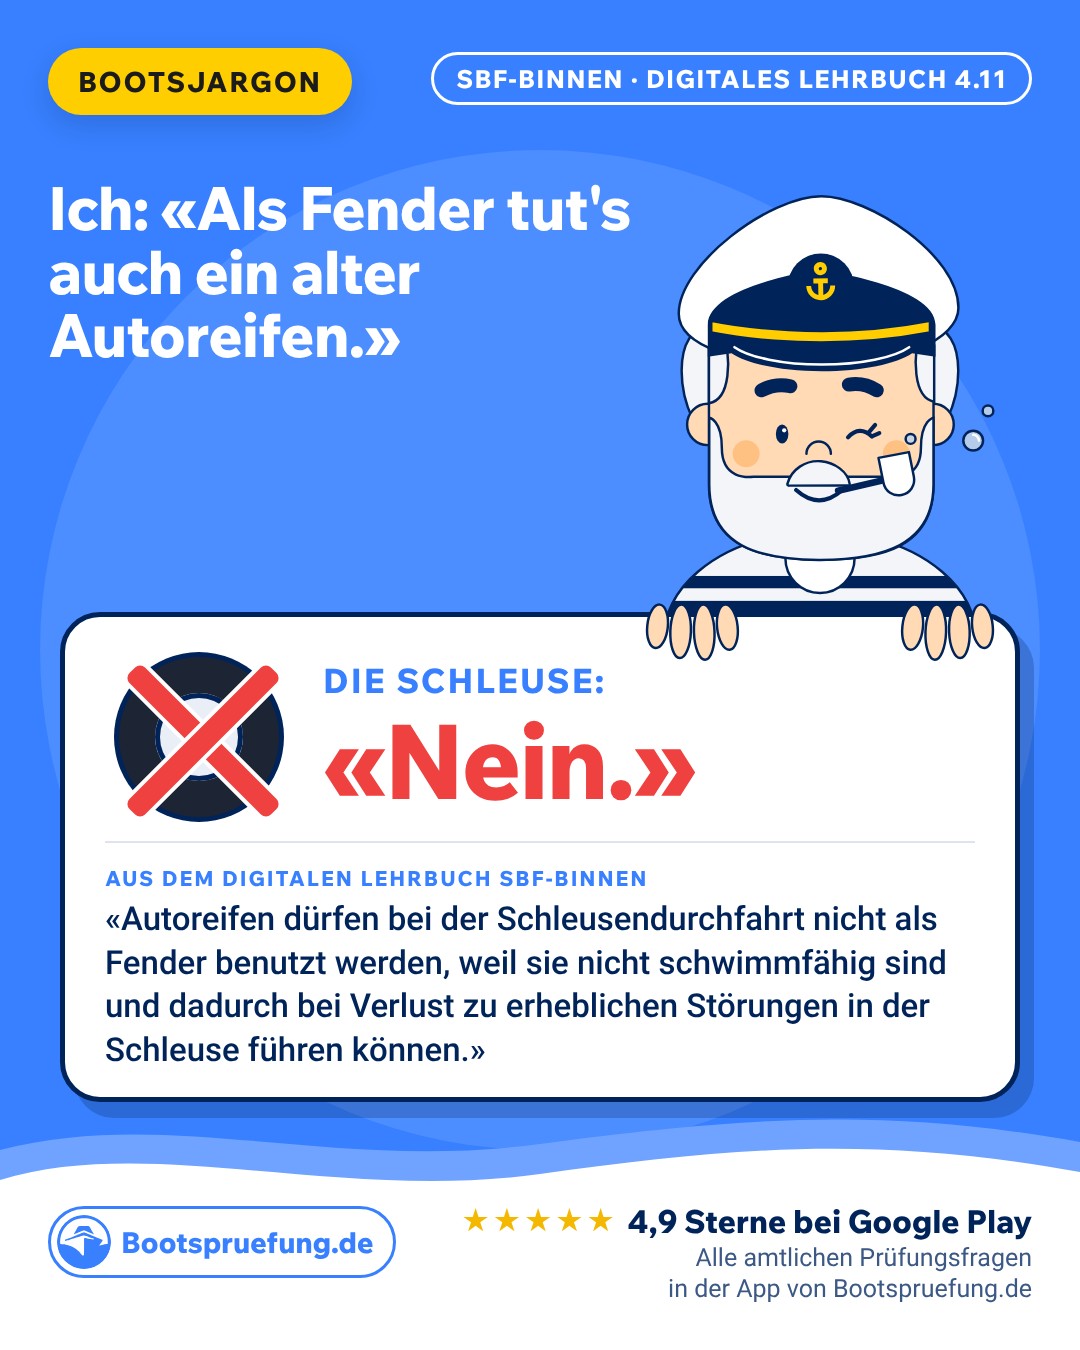 BOOTSJARGON
SBF-BINNEN · DIGITALES LEHRBUCH 4.11
Ich: «Als Fender tut's
auch ein alter
Autoreifen.»
DIE SCHLEUSE:
«Nein.»
AUS DEM DIGITALEN LEHRBUCH SBF-BINNEN
«Autoreifen dürfen bei der Schleusendurchfahrt nicht als
Fender benutzt werden, weil sie nicht schwimmfähig sind
und dadurch bei Verlust zu erheblichen Störungen in der
Schleuse führen können.»
Bootspruefung.de
★★★★★ 4,9 Sterne bei Google Play
Alle amtlichen Prüfungsfragen
in der App von Bootspruefung.de